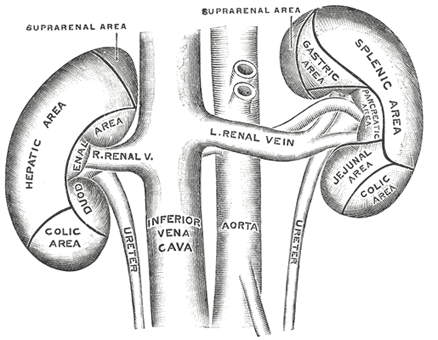 SUPRARENAL AREA
SUPRARENAL AREA
HEPATIC AREA
DUODENAL AREA
COLIC
AREA
R.RENAL V.
URETER
INFERIOR
VENA
CAVA
L.RENAL VEIN
AORTA
URETER
GASTRIC
AREA
SPLENIC AREA
PANCREATIC
AREA
JEJUNAL
AREA
COLIC
AREA